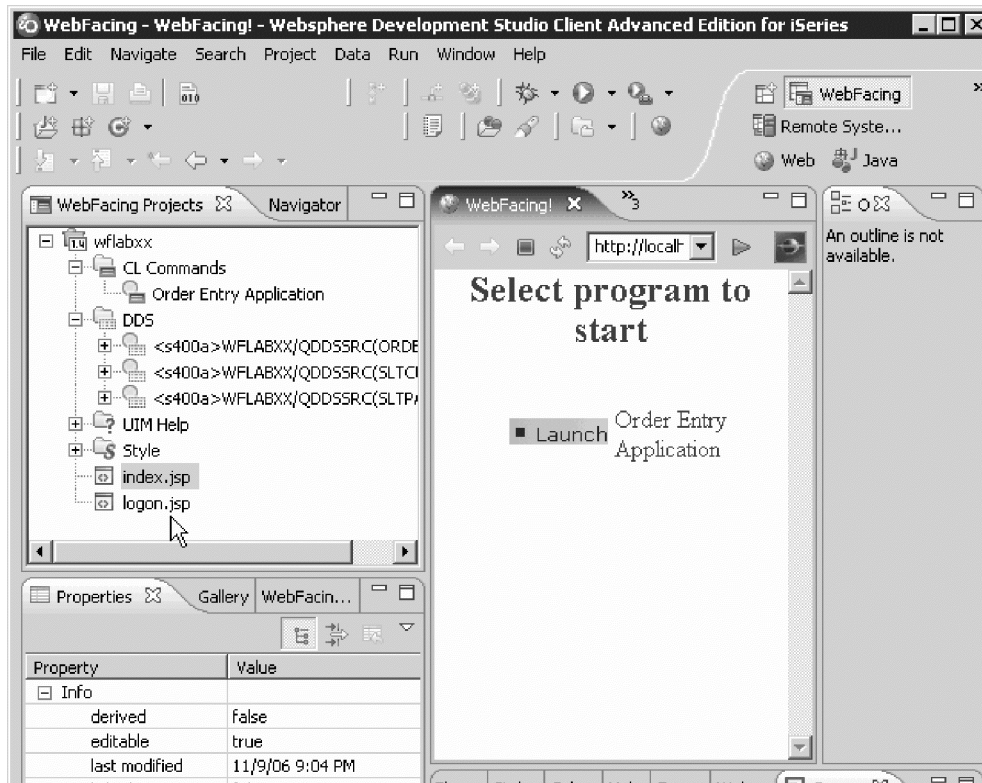 WebFacing - WebFacing! - Websphere Development Studio Client Advanced Edition for iSeries
File Edit Navigate Search Project Data Run Window Help
WebFacing
Remote Syste...
Web Java
WebFacing Projects Navigator
wflabxx
CL Commands
Order Entry Application
DDS
<s400a>WFLABXX/QDDSSRC(ORDE
<s400a>WFLABXX/QDDSSRC(SLTCU
<s400a>WFLABXX/QDDSSRC(SLTPA
UIM Help
Style
index.jsp
logon.jsp
WebFacing! 3
http://localh
Select program to
start
Launch
Order Entry
Application
O
An outline is not
available.
Properties Gallery WebFacin...
Property Value
Info
derived false
editable true
last modified 11/9/06 9:04 PM